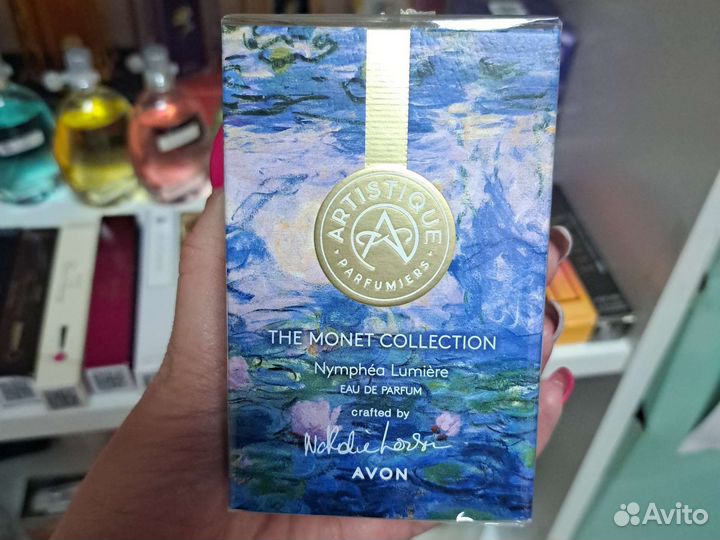 ARTISTIQUE
PARFUMIERS
THE MONET COLLECTION
Nymphéa Lumière
EAU DE PARFUM
crafted by
AVON
Avito